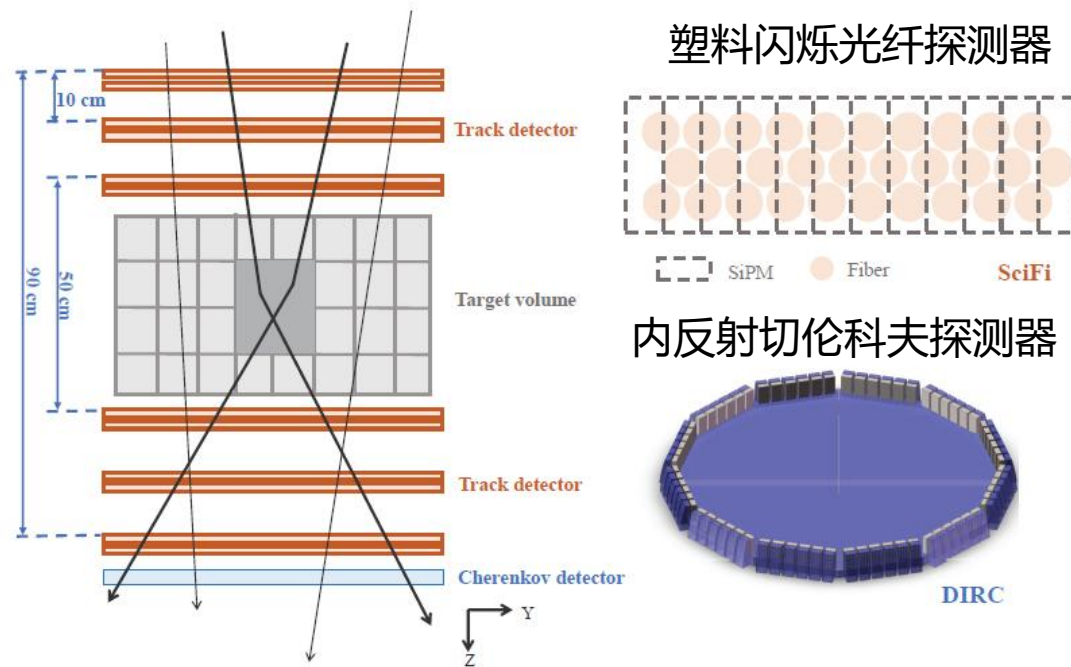 10 cm
Track detector
90 cm
50 cm
Target volume
Track detector
Cherenkov detector
Y
Z
塑料闪烁光纤探测器
SiPM
Fiber
SciFi
内反射切伦科夫探测器
DIRC